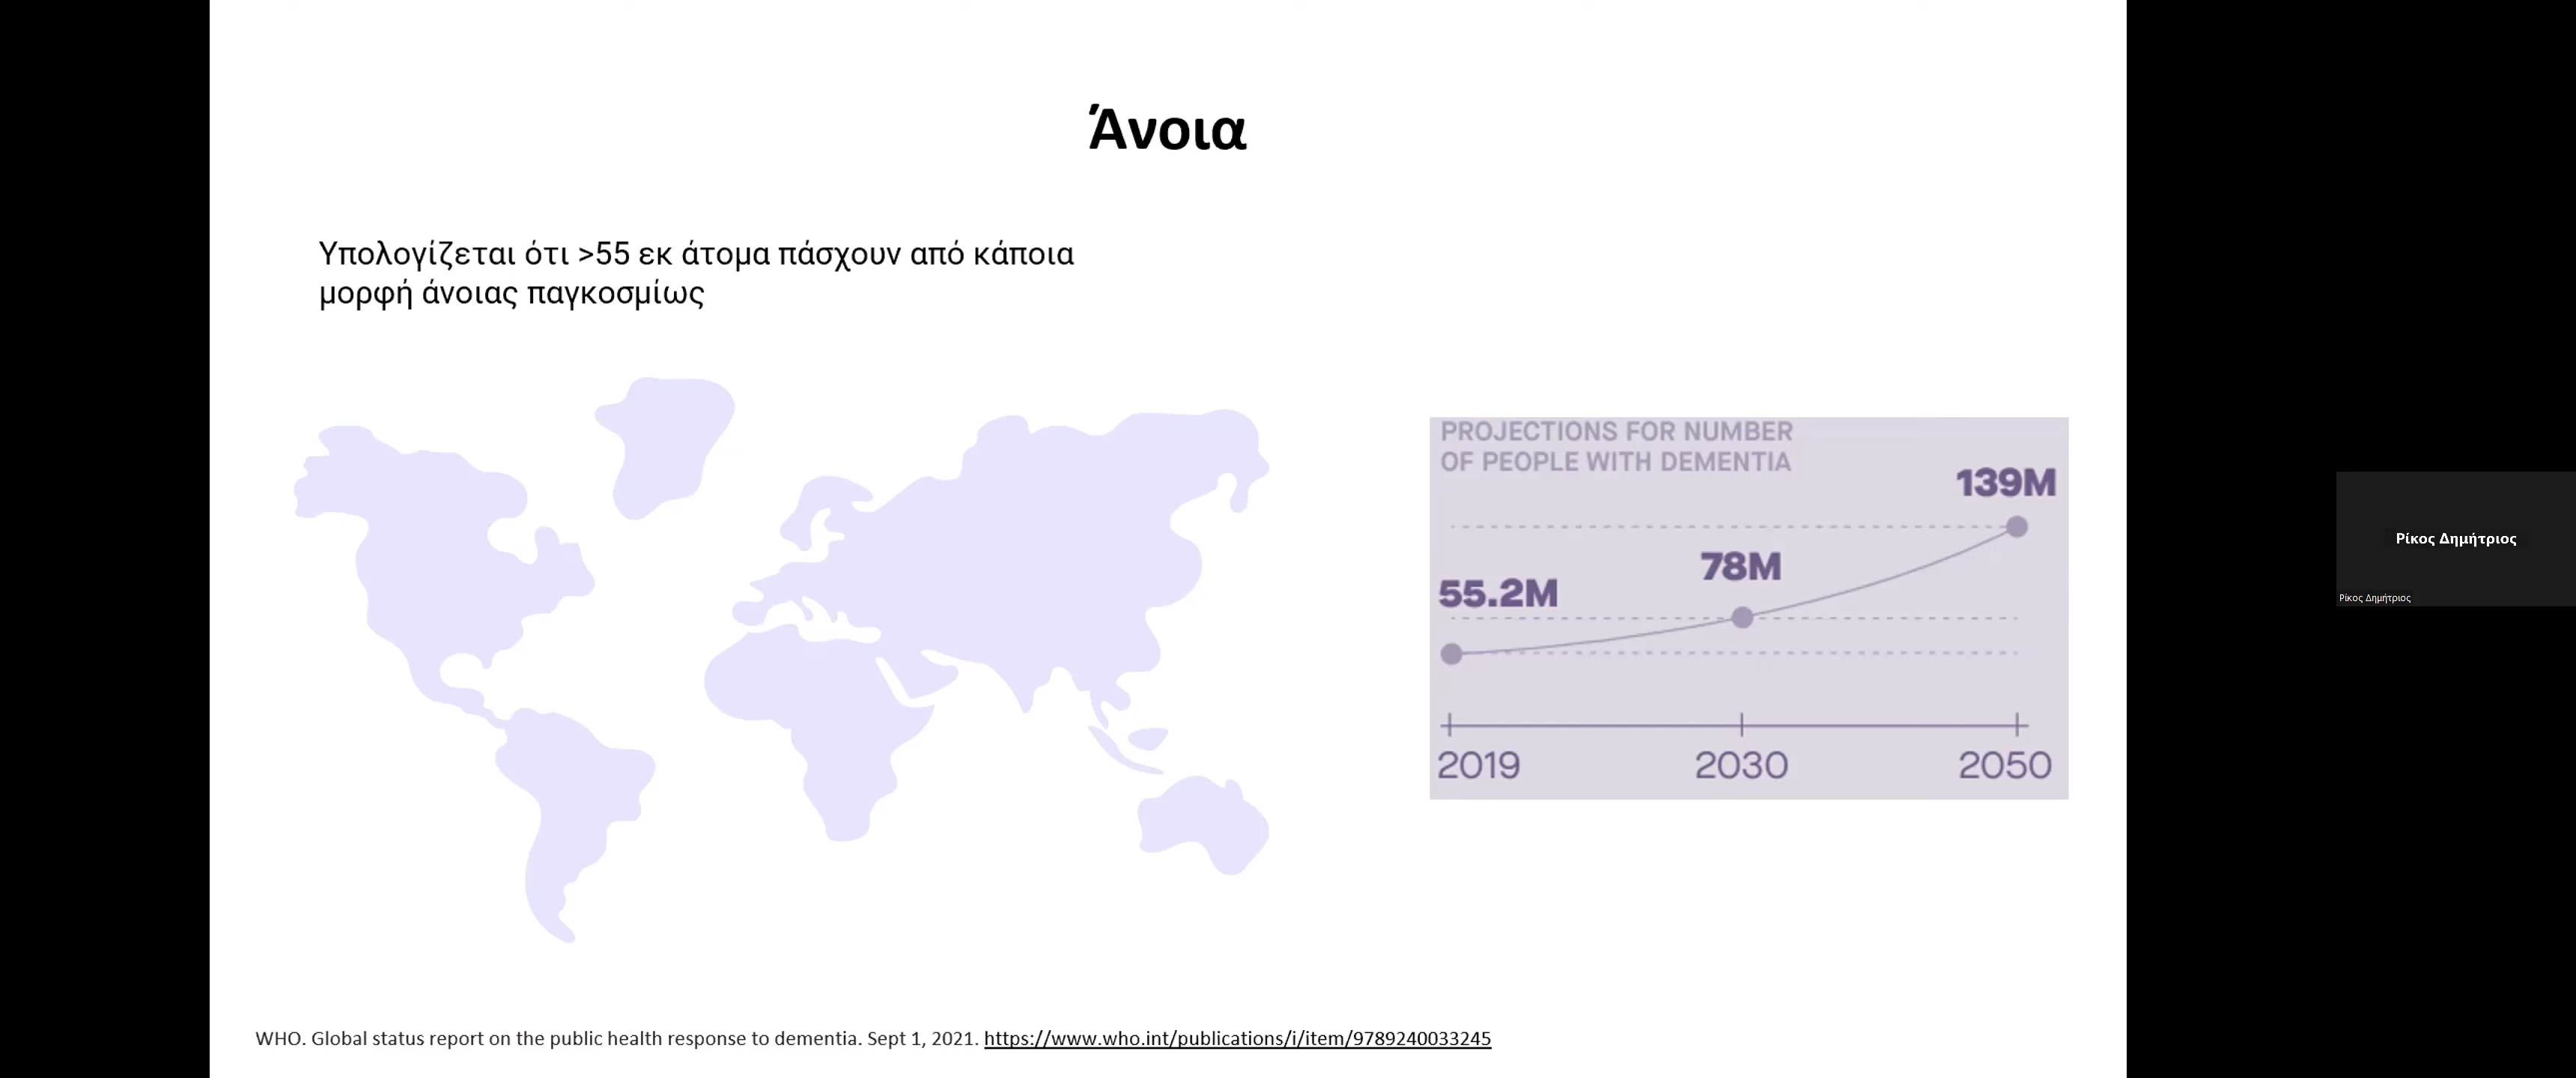 Άνοια
Υπολογίζεται ότι >55 εκ άτομα πάσχουν από κάποια
μορφή άνοιας παγκοσμίως
PROJECTIONS FOR NUMBER
OF PEOPLE WITH DEMENTIA
139M
78M
55.2M
2019 2030 2050
WHO. Global status report on the public health response to dementia. Sept 1, 2021. https://www.who.int/publications/i/item/9789240033245
Ρίκος Δημήτριος
Ρίκος Δημήτριος